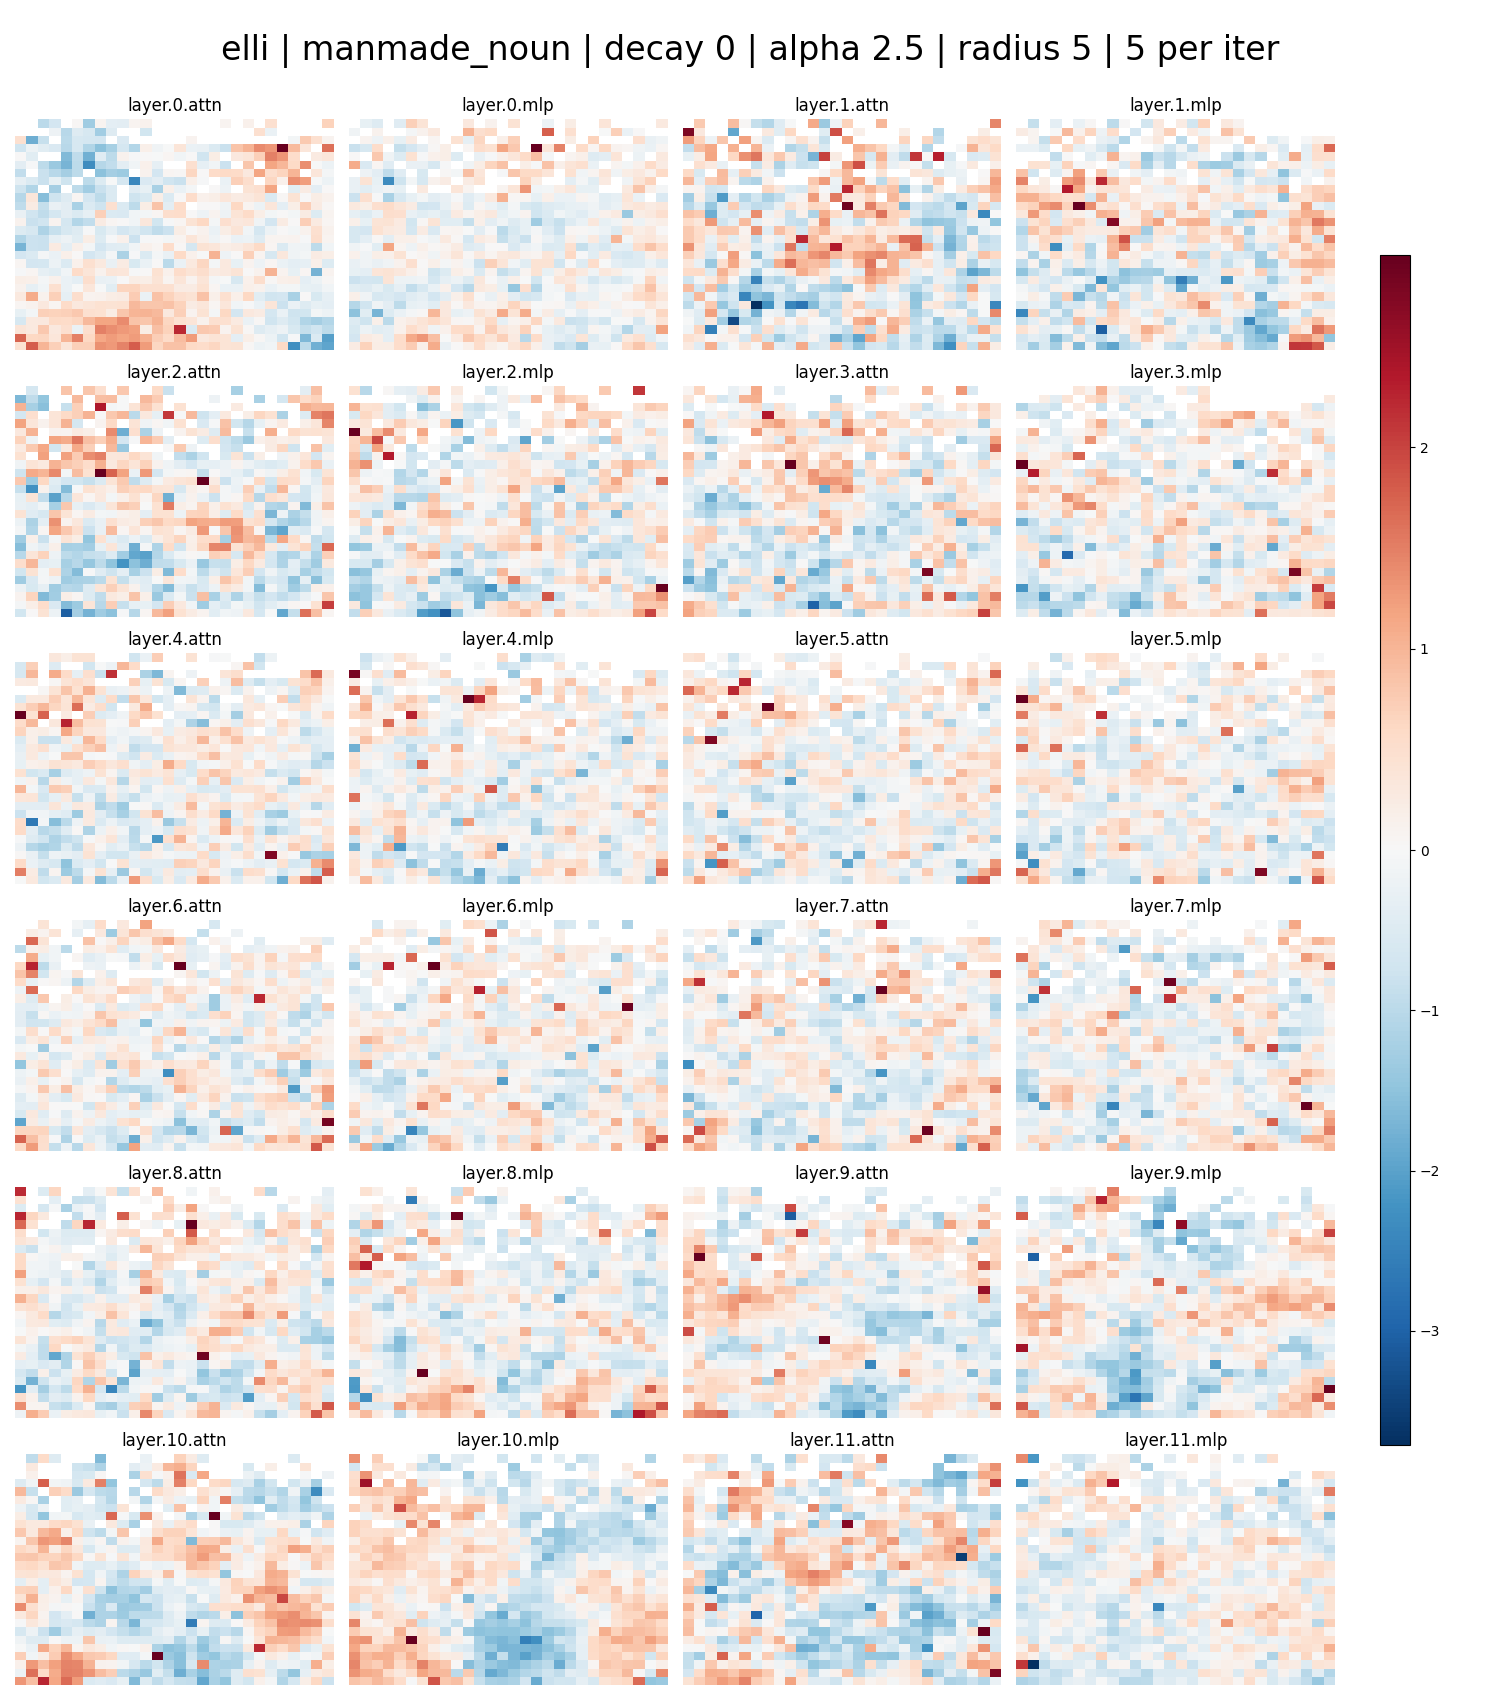 elli | manmade_noun | decay 0 | alpha 2.5 | radius 5 | 5 per iter
layer.0.attn layer.0.mlp layer.1.attn layer.1.mlp
layer.2.attn layer.2.mlp layer.3.attn layer.3.mlp
layer.4.attn layer.4.mlp layer.5.attn layer.5.mlp
layer.6.attn layer.6.mlp layer.7.attn layer.7.mlp
layer.8.attn layer.8.mlp layer.9.attn layer.9.mlp
layer.10.attn layer.10.mlp layer.11.attn layer.11.mlp
2
1
0
−1
−2
−3